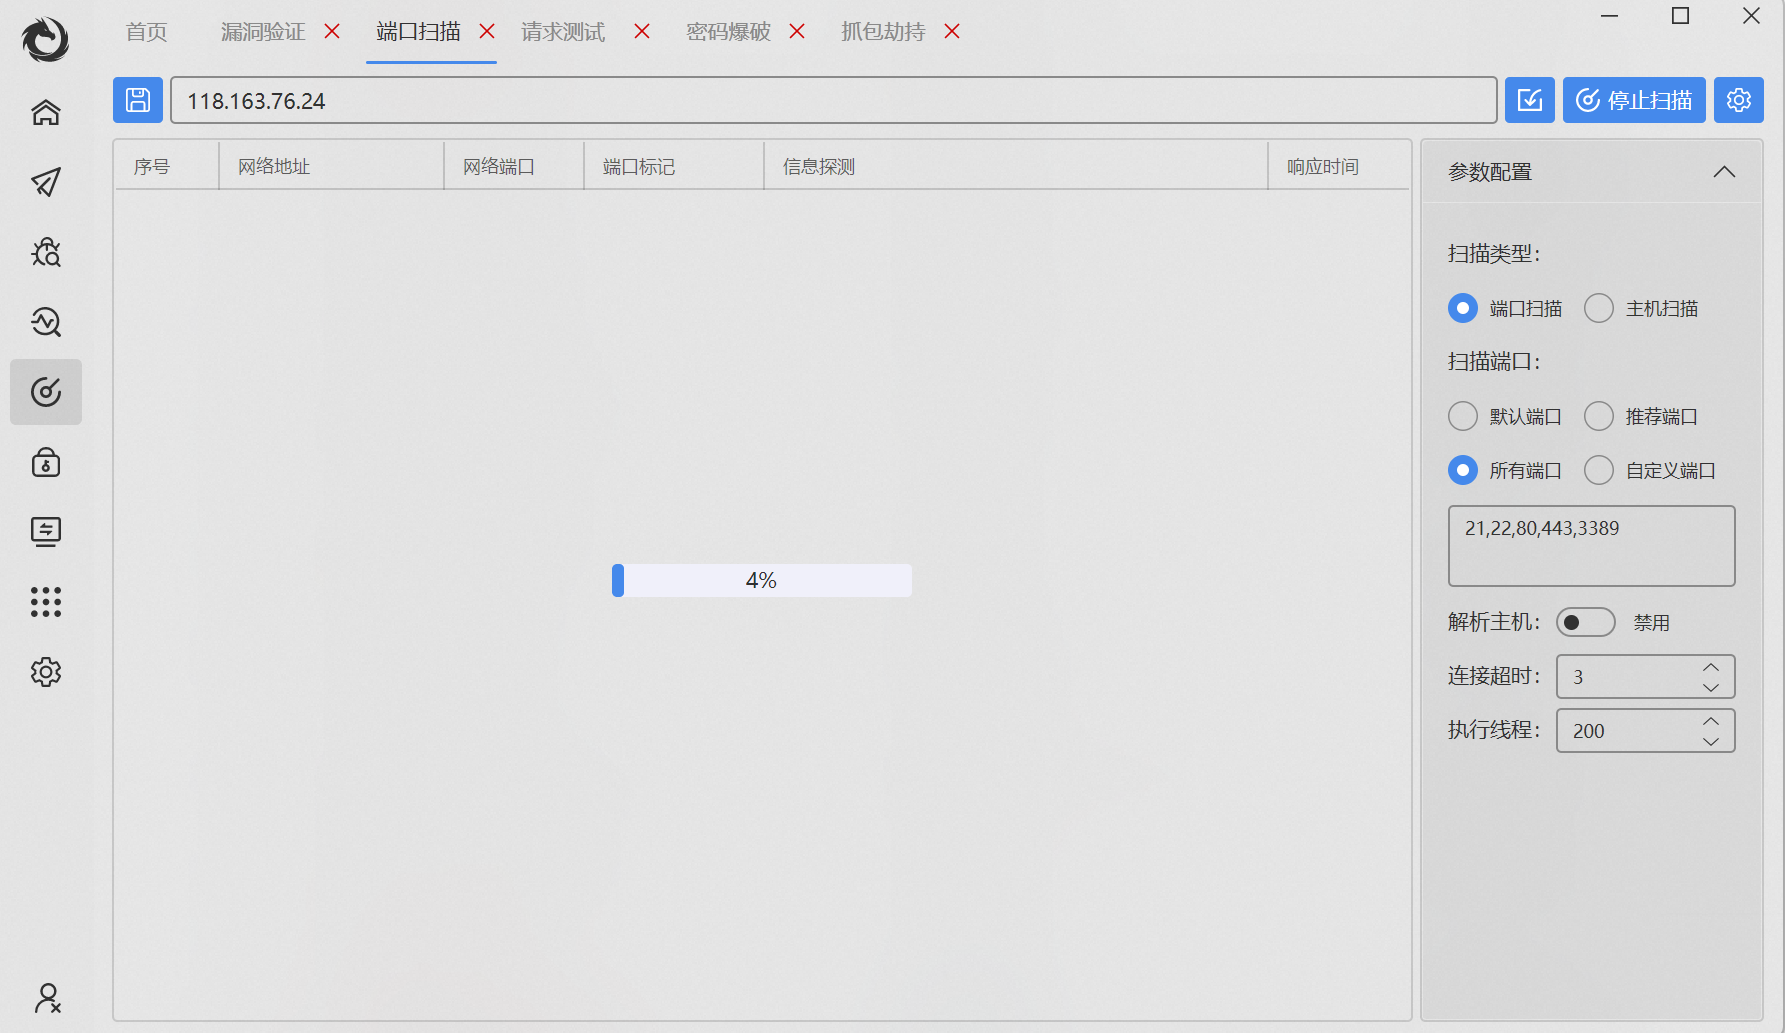 首页
漏洞验证
端口扫描
请求测试
密码爆破
抓包劫持
118.163.76.24
停止扫描
序号
网络地址
网络端口
端口标记
信息探测
响应时间
4%
参数配置
扫描类型：
端口扫描
主机扫描
扫描端口：
默认端口
推荐端口
所有端口
自定义端口
21,22,80,443,3389
解析主机：
禁用
连接超时：
3
执行线程：
200